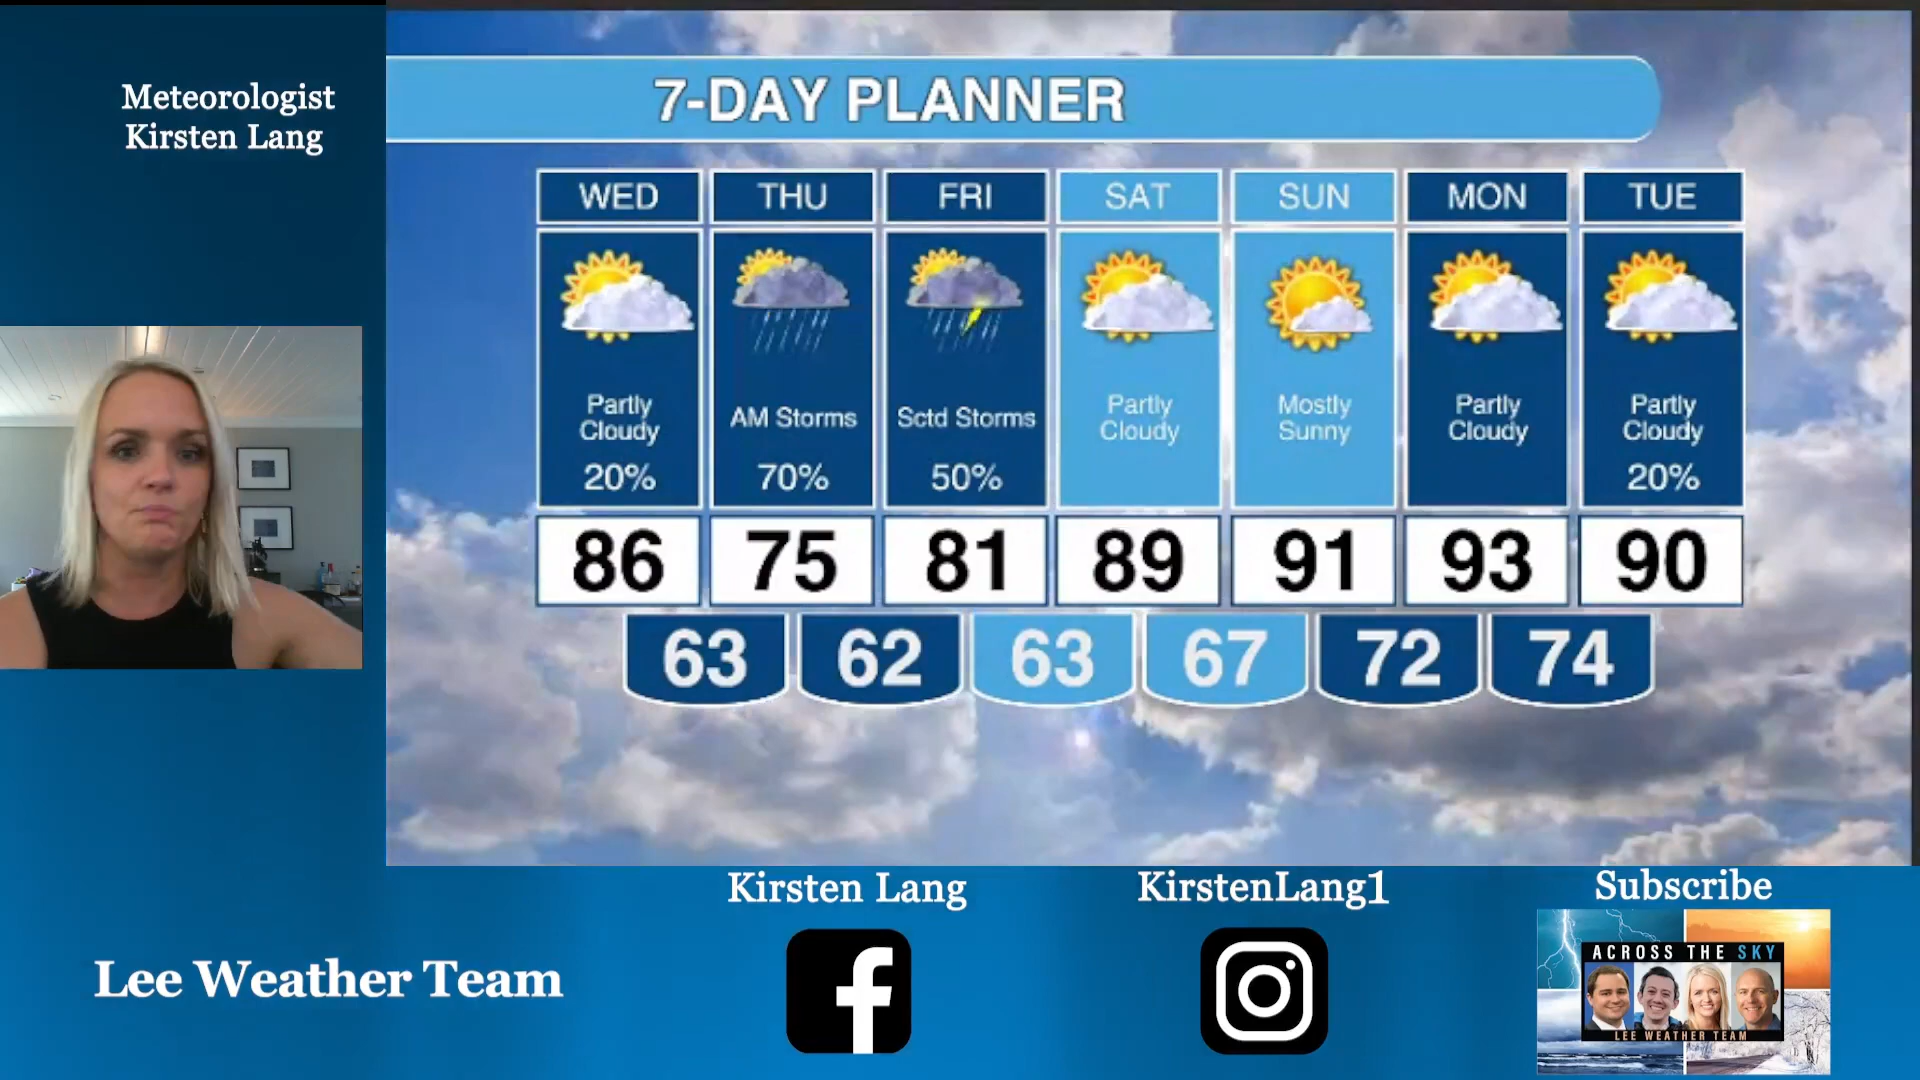 Meteorologist
Kirsten Lang
7-DAY PLANNER
WED THU FRI SAT SUN MON TUE
Partly Cloudy 20%
AM Storms 70%
Sctd Storms 50%
Partly Cloudy
Mostly Sunny
Partly Cloudy
Partly Cloudy 20%
86 75 81 89 91 93 90
63 62 63 67 72 74
Kirsten Lang
KirstenLang1
Subscribe
Lee Weather Team
ACROSS THE SKY
LEE WEATHER TEAM